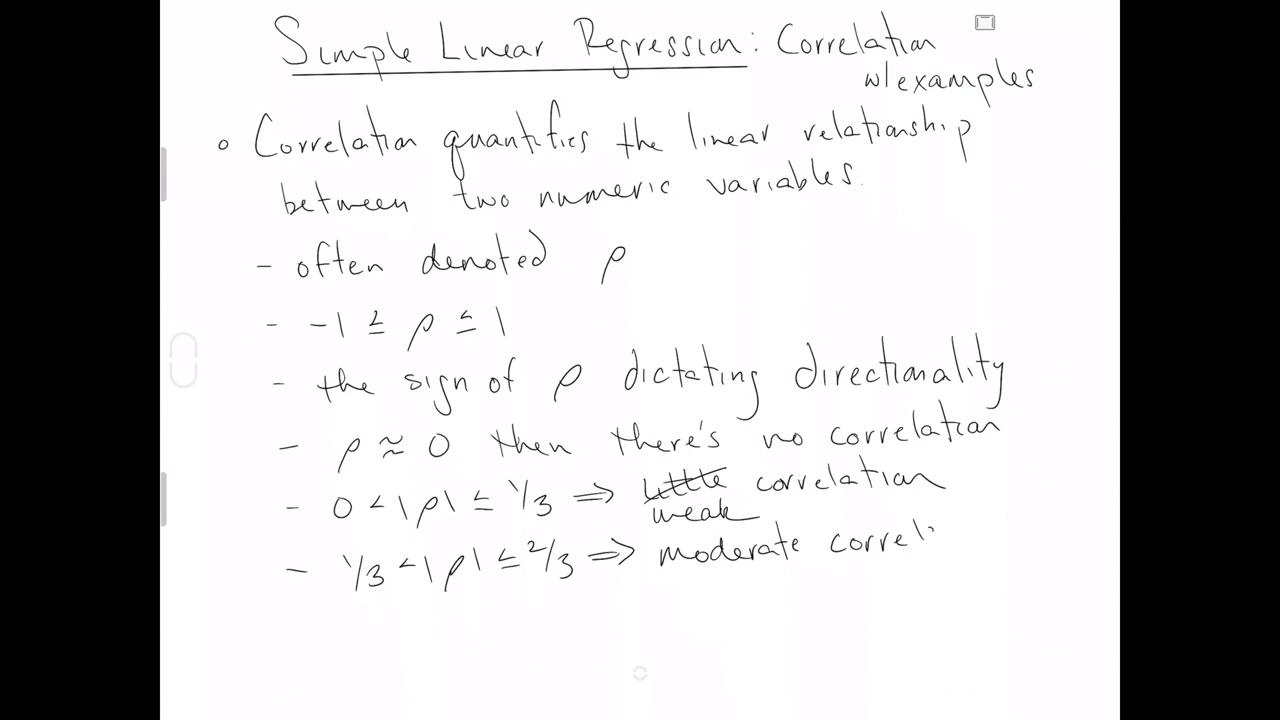 Simple Linear Regression: Correlation
w/examples
◦ Correlation quantifies the linear relationship
between two numeric variables.
- often denoted ρ
- -1 ≤ ρ ≤ 1
- the sign of ρ dictating directionality
- ρ ≈ 0 then there's no correlation
- 0 < |ρ| ≤ 1/3 ⇒ little correlation
weak
- 1/3 < |ρ| ≤ 2/3 ⇒ moderate correl